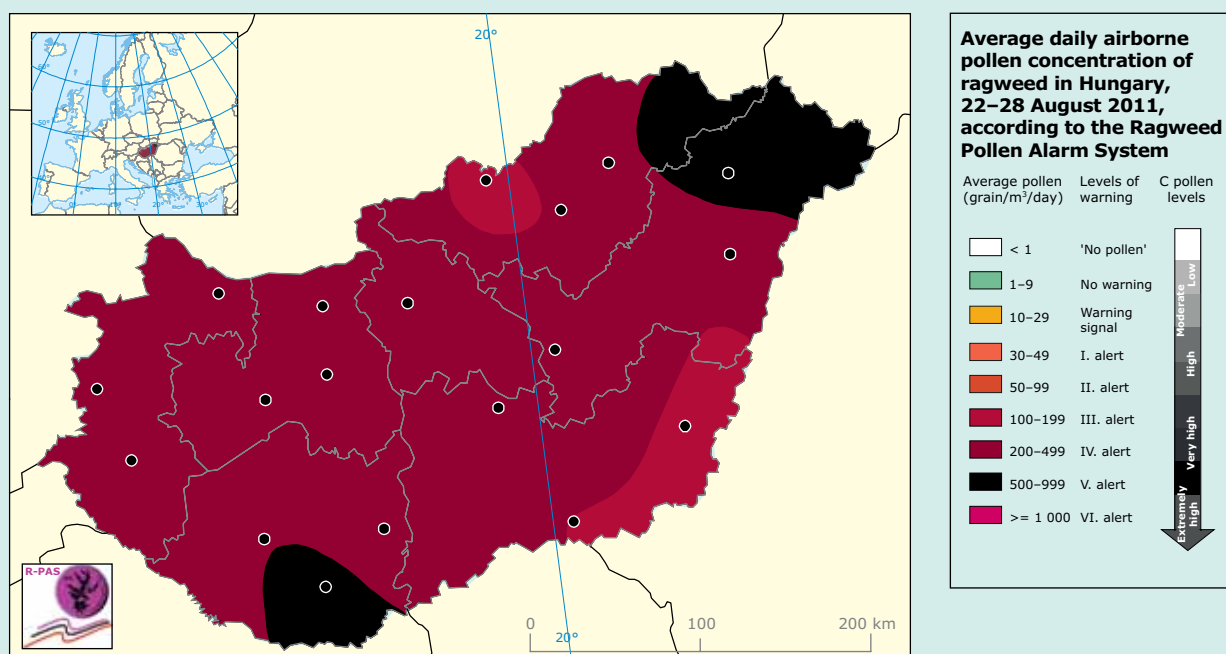 20°
60°
50°
20°
30°
R-PAS
0
100
200 km
20°
Average daily airborne
pollen concentration of
ragweed in Hungary,
22–28 August 2011,
according to the Ragweed
Pollen Alarm System
Average pollen
(grain/m³/day)
Levels of
warning
C pollen
levels
< 1 'No pollen'
1–9 No warning
10–29 Warning
signal
30–49 I. alert
50–99 II. alert
100–199 III. alert
200–499 IV. alert
500–999 V. alert
>= 1 000 VI. alert
Low
Moderate
High
Very high
Extremely
high